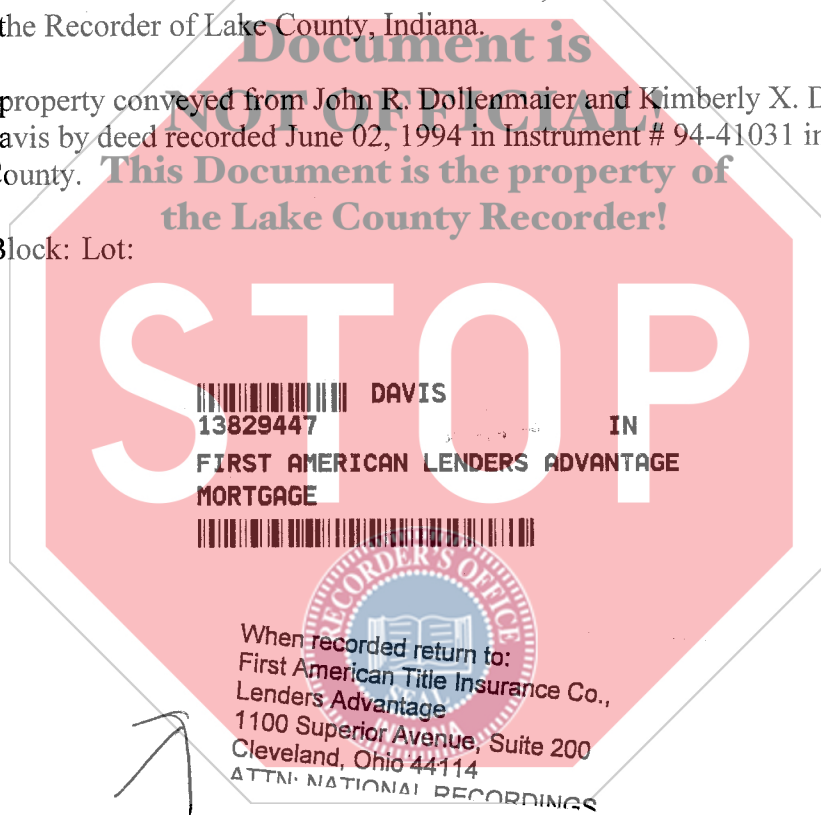 the Recorder of Lake County, Indiana.
Document is
NOT OFFICIAL!
property conveyed from John R. Dollenmaier and Kimberly X. D
avis by deed recorded June 02, 1994 in Instrument # 94-41031 in
County. This Document is the property of
the Lake County Recorder!
Block: Lot:
STOP
DAVIS
13829447 IN
FIRST AMERICAN LENDERS ADVANTAGE
MORTGAGE
RECORDER'S OFFICE
When recorded return to:
First American Title Insurance Co.,
Lenders Advantage
SEAL
1100 Superior Avenue, Suite 200
INDIANA
Cleveland, Ohio 44114
ATTN: NATIONAL RECORDINGS